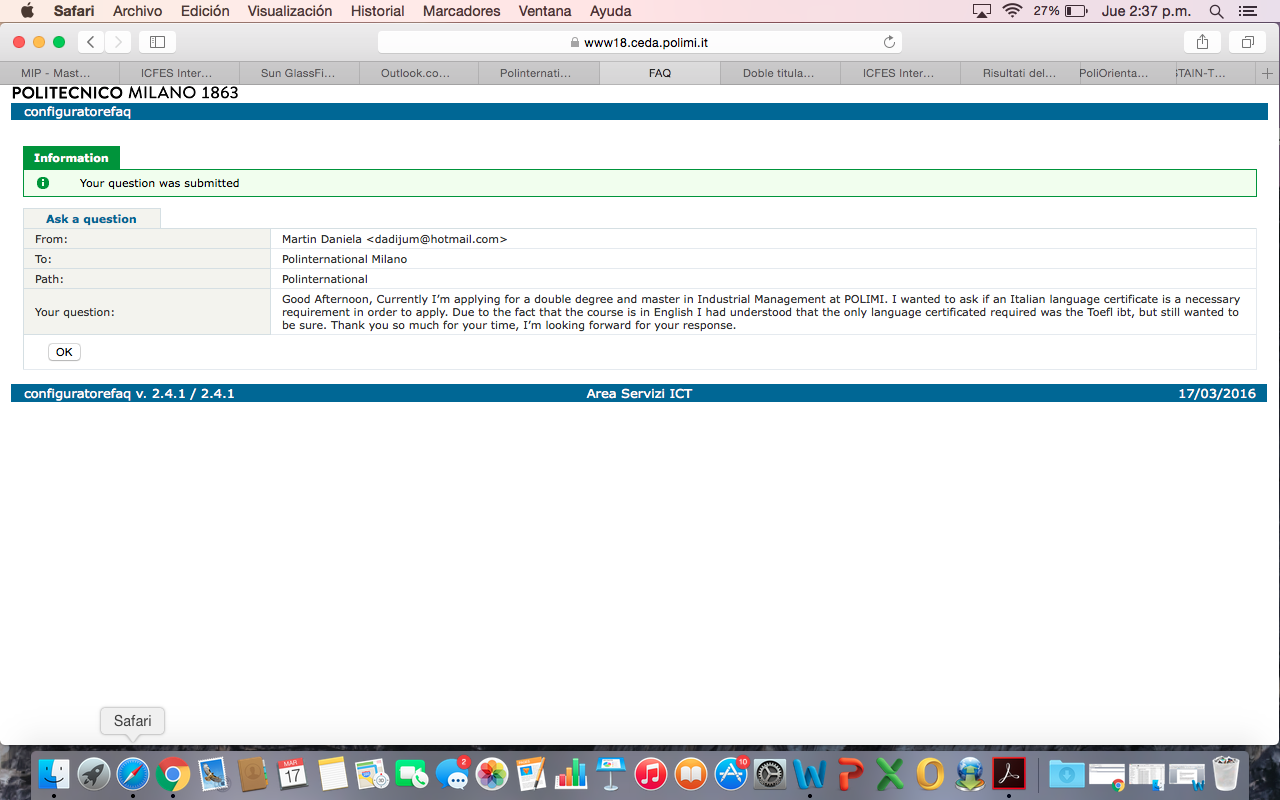 Safari Archivo Edición Visualización Historial Marcadores Ventana Ayuda 27% Jue 2:37 p.m.
www18.ceda.polimi.it
MIP - Mast... ICFES Inter... Sun GlassFi... Outlook.co... Polinternati... FAQ Doble titula... ICFES Inter... Risultati del... PoliOrienta... STAIN-T...
POLITECNICO MILANO 1863
configuratorefaq
Information
Your question was submitted
Ask a question
From: Martin Daniela <dadijum@hotmail.com>
To: Polinternational Milano
Path: Polinternational
Your question: Good Afternoon, Currently I'm applying for a double degree and master in Industrial Management at POLIMI. I wanted to ask if an Italian language certificate is a necessary
requirement in order to apply. Due to the fact that the course is in English I had understood that the only language certificated required was the Toefl ibt, but still wanted to
be sure. Thank you so much for your time, I'm looking forward for your response.
OK
configuratorefaq v. 2.4.1 / 2.4.1 Area Servizi ICT 17/03/2016
Safari
MAR 17 2 10